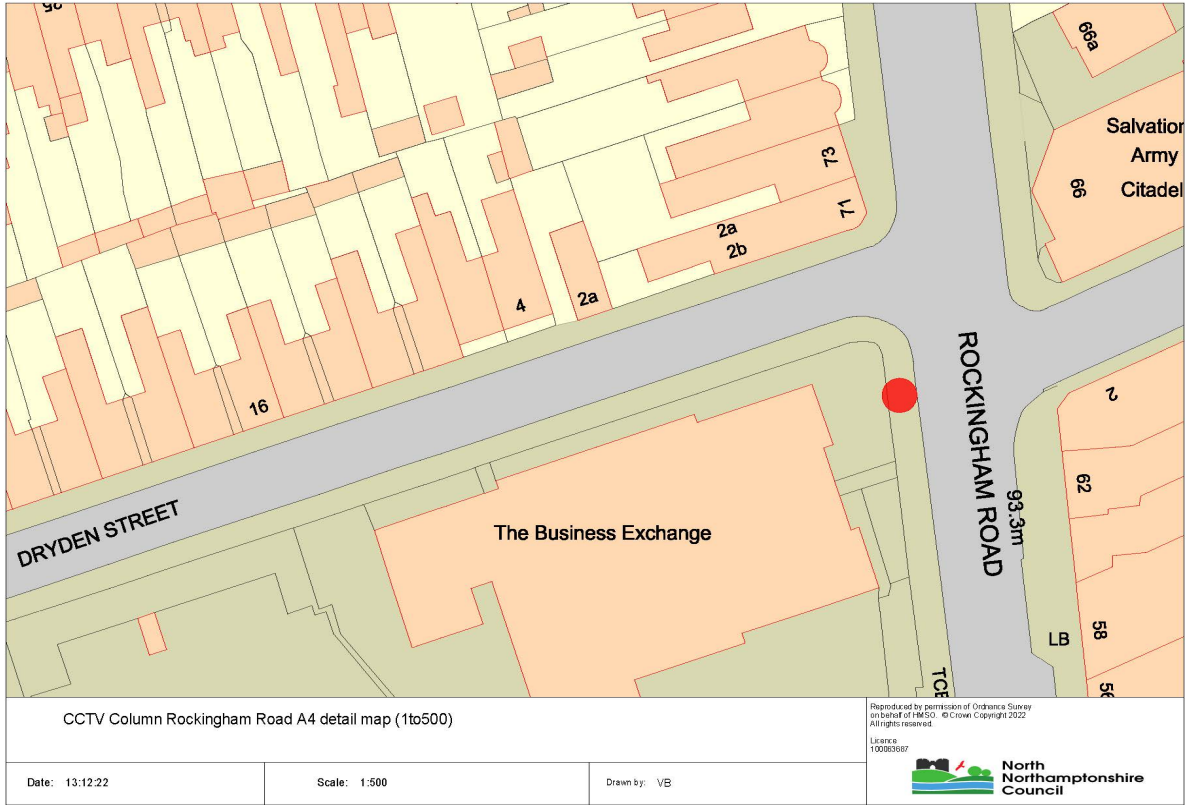 25
66a
Salvation
Army
Citadel
66
73
71
2a
2b
2a
4
16
ROCKINGHAM ROAD
93.3m
2
62
58
56
LB
TCB
DRYDEN STREET
The Business Exchange
CCTV Column Rockingham Road A4 detail map (1to500)
Date: 13:12:22
Scale: 1:500
Drawn by: VB
Reproduced by permission of Ordnance Survey
on behalf of HMSO. © Crown Copyright 2022
All rights reserved.
Licence
100063687
North
Northamptonshire
Council